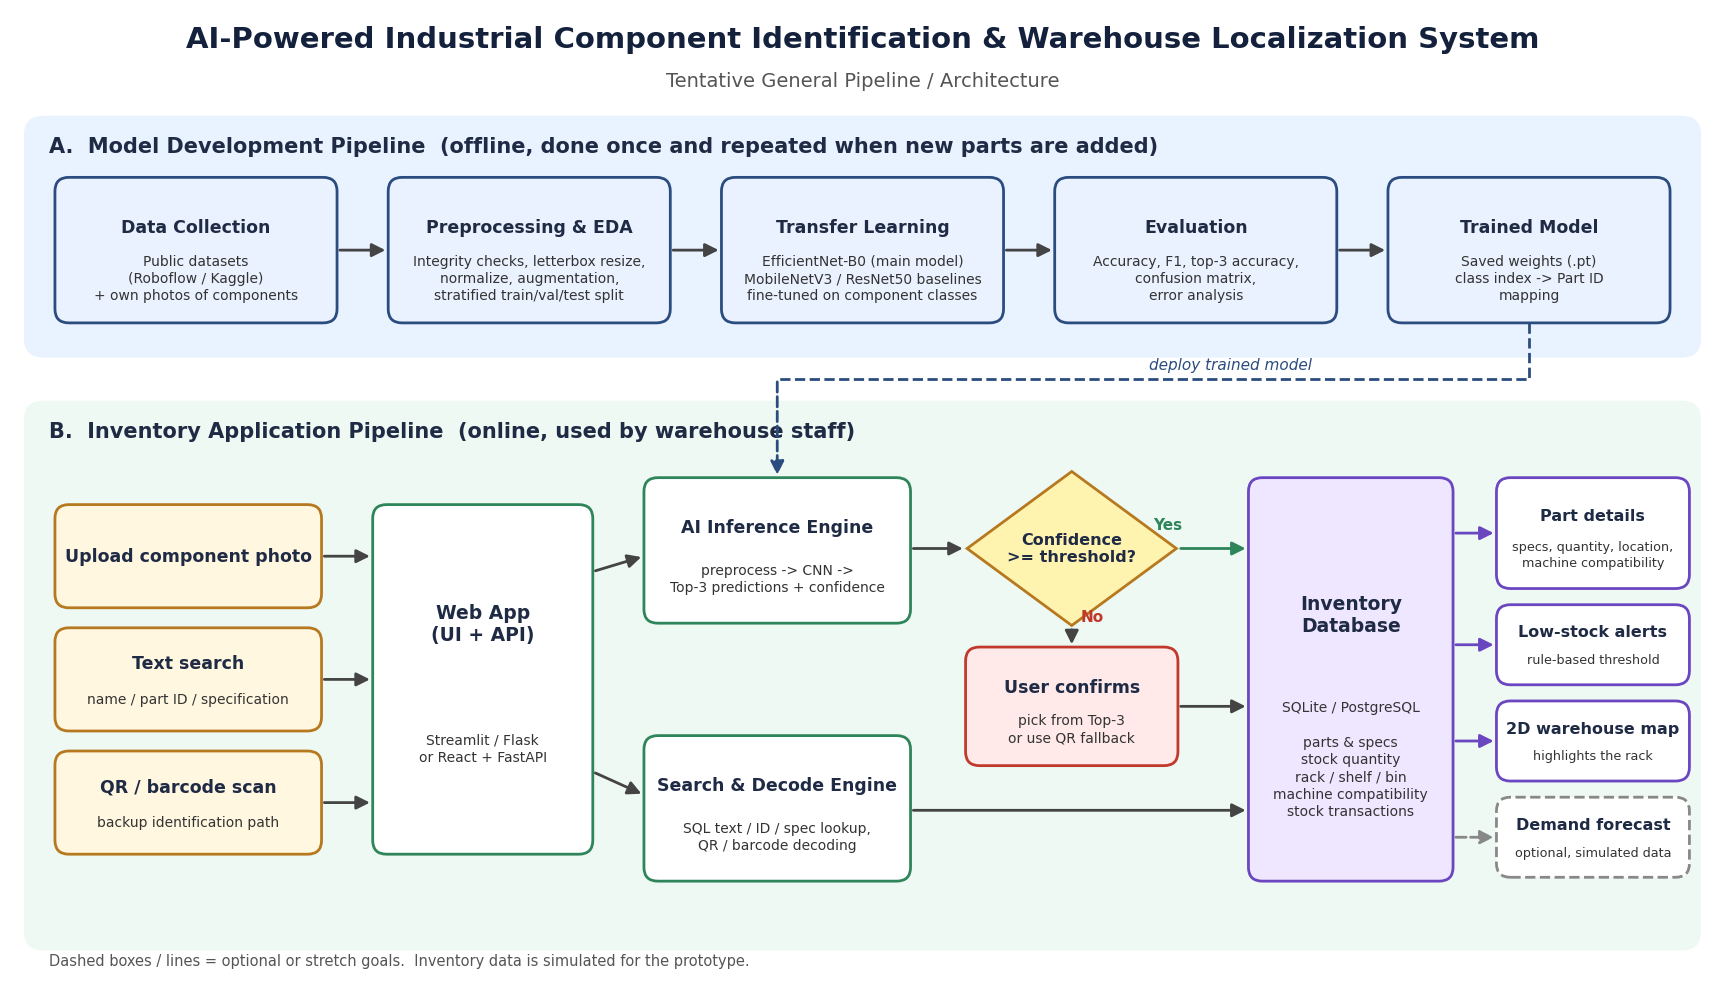 AI-Powered Industrial Component Identification & Warehouse Localization System
Tentative General Pipeline / Architecture
A.  Model Development Pipeline  (offline, done once and repeated when new parts are added)
Data Collection
Public datasets
(Roboflow / Kaggle)
+ own photos of components
Preprocessing & EDA
Integrity checks, letterbox resize,
normalize, augmentation,
stratified train/val/test split
Transfer Learning
EfficientNet-B0 (main model)
MobileNetV3 / ResNet50 baselines
fine-tuned on component classes
Evaluation
Accuracy, F1, top-3 accuracy,
confusion matrix,
error analysis
Trained Model
Saved weights (.pt)
class index -> Part ID
mapping
deploy trained model
B.  Inventory Application Pipeline  (online, used by warehouse staff)
Upload component photo
Text search
name / part ID / specification
QR / barcode scan
backup identification path
Web App
(UI + API)
Streamlit / Flask
or React + FastAPI
AI Inference Engine
preprocess -> CNN ->
Top-3 predictions + confidence
Search & Decode Engine
SQL text / ID / spec lookup,
QR / barcode decoding
Confidence
>= threshold?
Yes
No
User confirms
pick from Top-3
or use QR fallback
Inventory
Database
SQLite / PostgreSQL
parts & specs
stock quantity
rack / shelf / bin
machine compatibility
stock transactions
Part details
specs, quantity, location,
machine compatibility
Low-stock alerts
rule-based threshold
2D warehouse map
highlights the rack
Demand forecast
optional, simulated data
Dashed boxes / lines = optional or stretch goals.  Inventory data is simulated for the prototype.